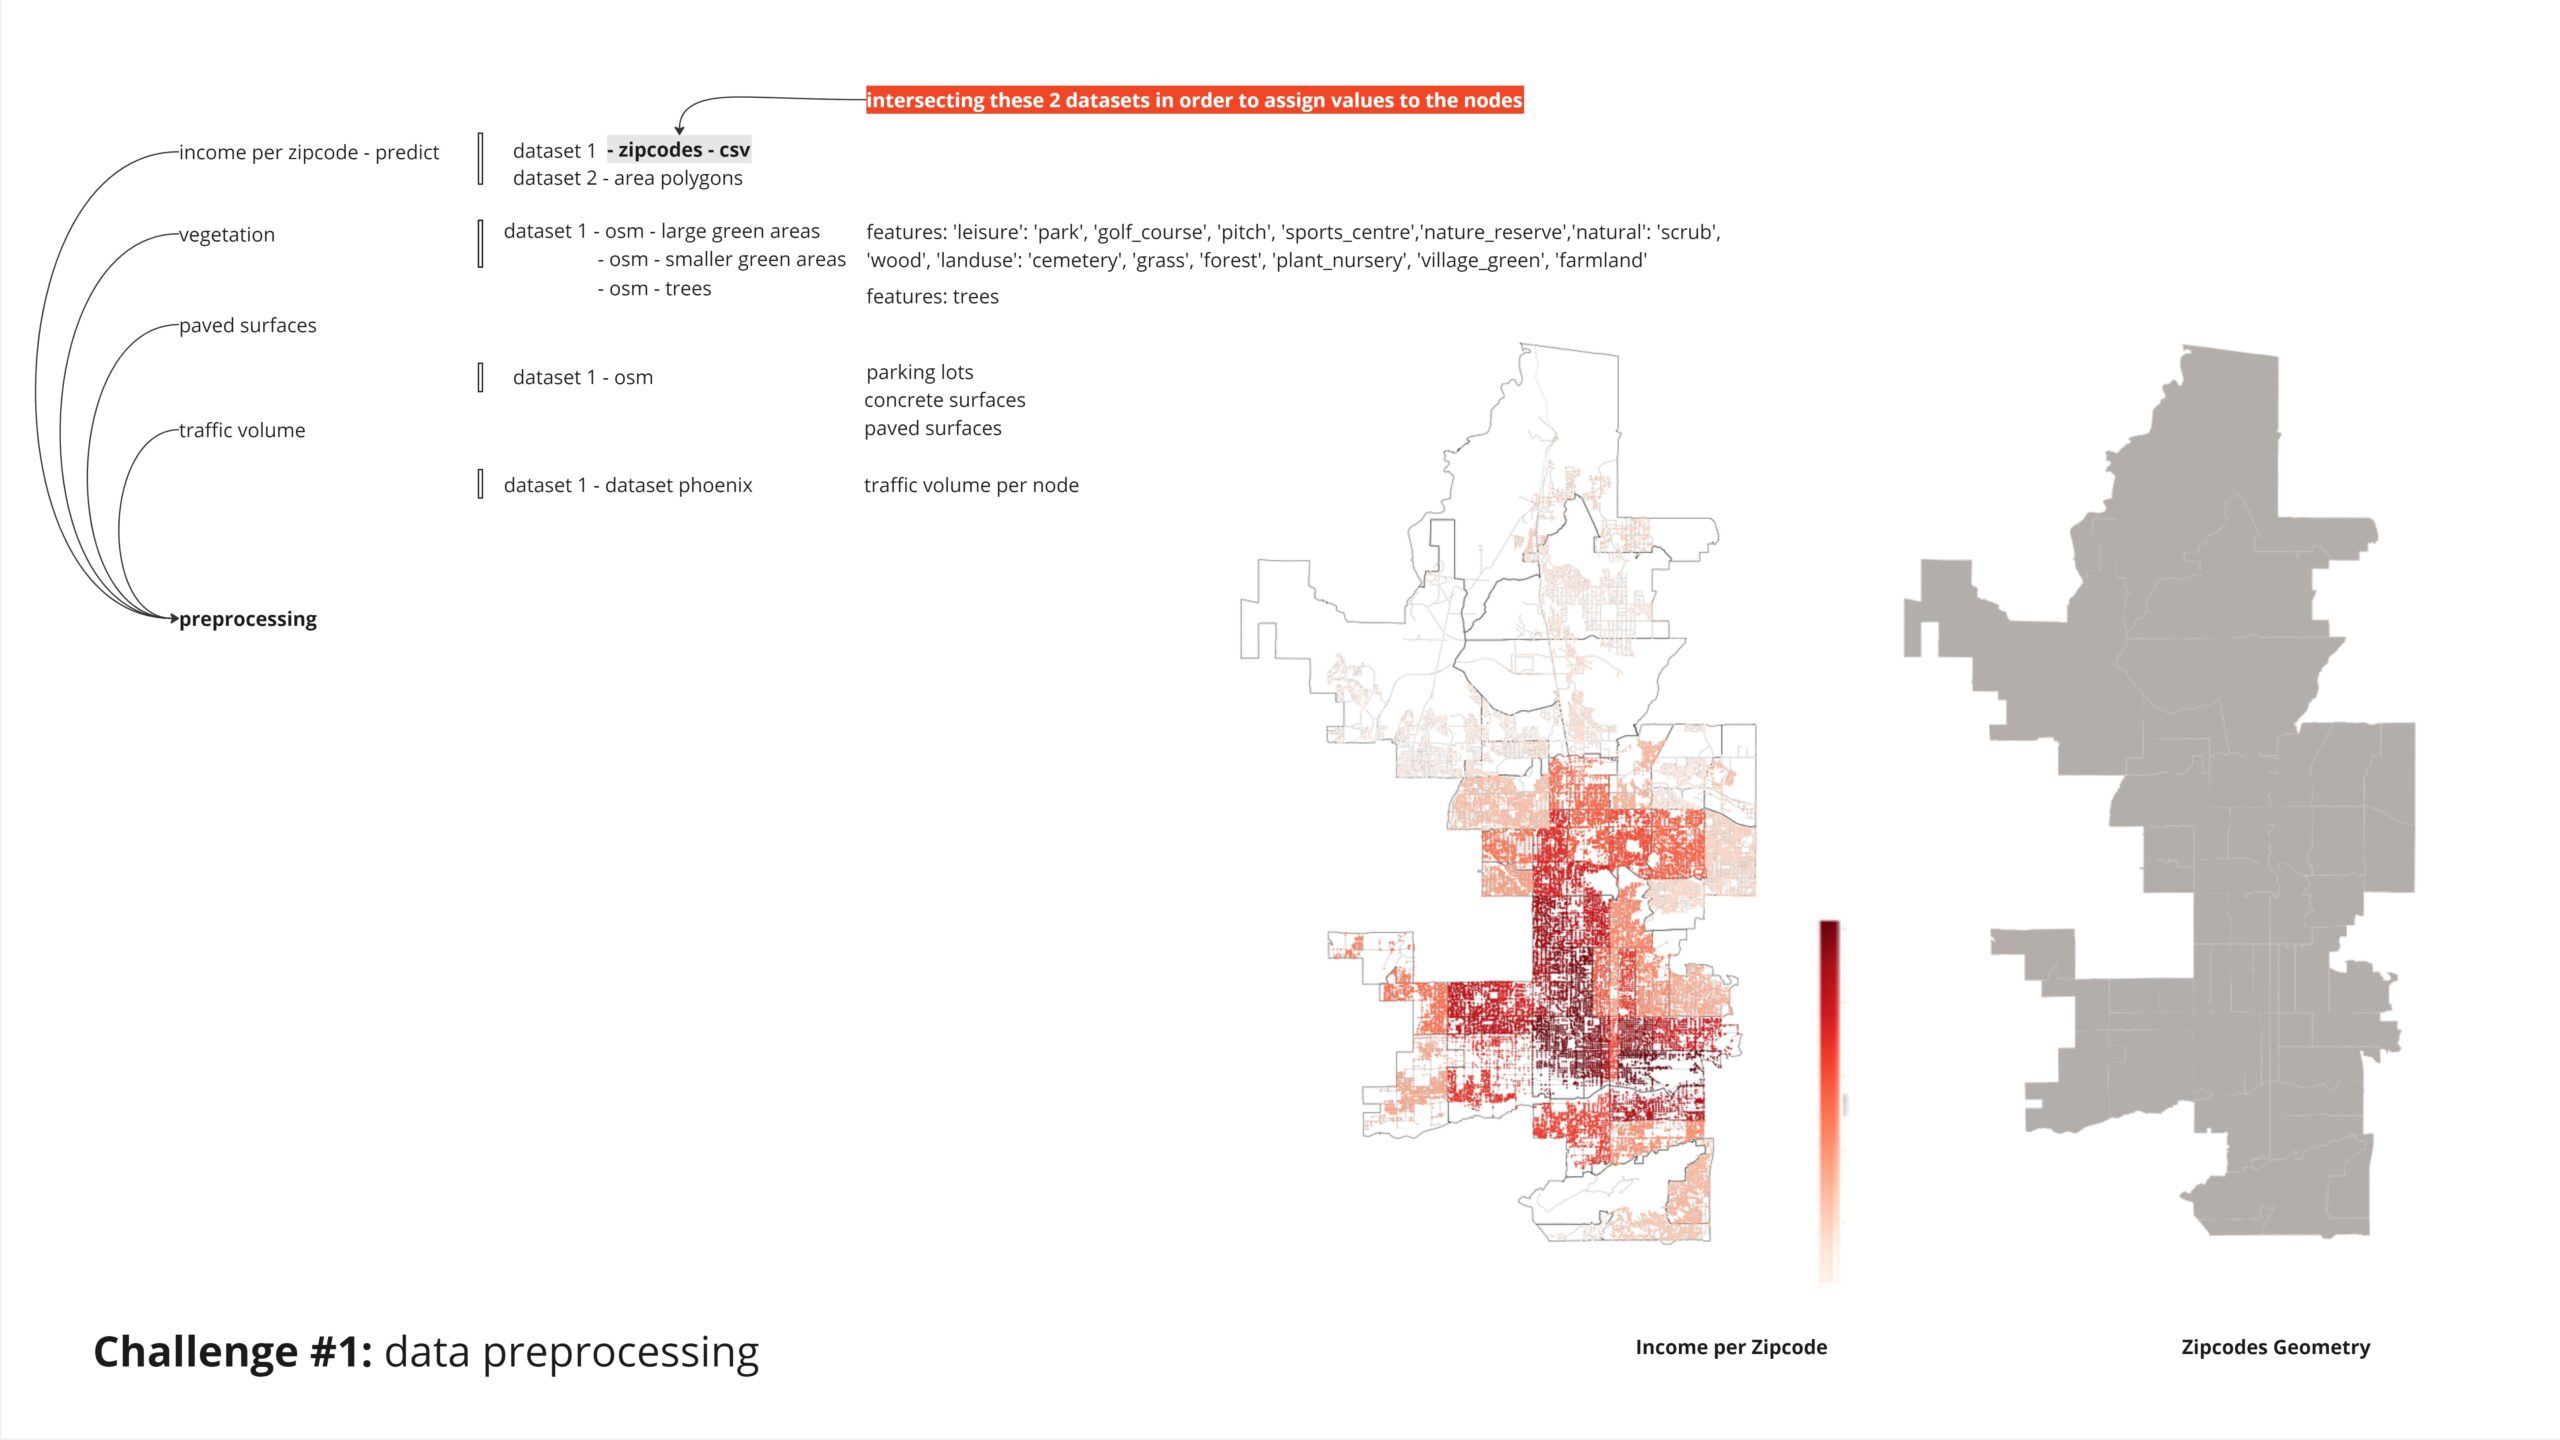 intersecting these 2 datasets in order to assign values to the nodes
income per zipcode - predict
dataset 1 - zipcodes - csv
dataset 2 - area polygons
vegetation
dataset 1 - osm - large green areas
- osm - smaller green areas
- osm - trees
features: 'leisure': 'park', 'golf_course', 'pitch', 'sports_centre','nature_reserve','natural': 'scrub',
'wood', 'landuse': 'cemetery', 'grass', 'forest', 'plant_nursery', 'village_green', 'farmland'
features: trees
paved surfaces
dataset 1 - osm
parking lots
concrete surfaces
paved surfaces
traffic volume
dataset 1 - dataset phoenix
traffic volume per node
preprocessing
Challenge #1: data preprocessing
Income per Zipcode
Zipcodes Geometry